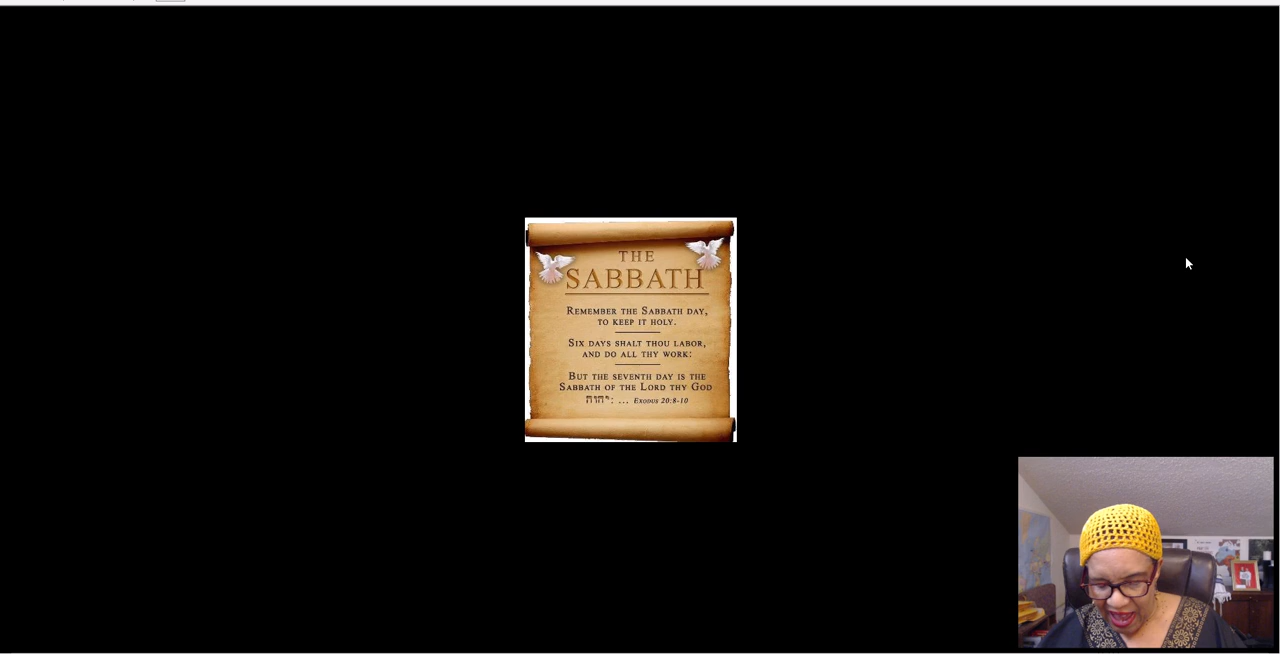 THE
SABBATH
REMEMBER THE SABBATH DAY,
TO KEEP IT HOLY.
SIX DAYS SHALT THOU LABOR,
AND DO ALL THY WORK:
BUT THE SEVENTH DAY IS THE
SABBATH OF THE LORD THY GOD
יהוה: ... EXODUS 20:8-10